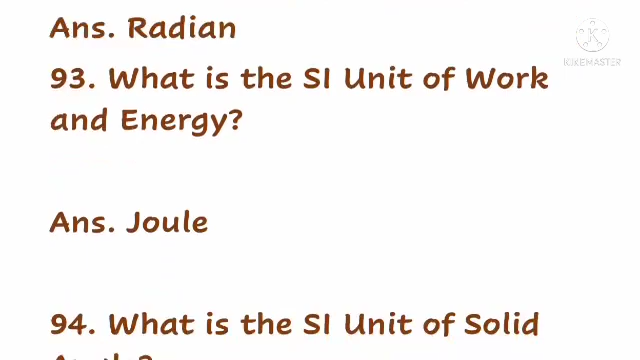 Ans. Radian
KINEMASTER
93. What is the SI Unit of Work
and Energy?
Ans. Joule
94. What is the SI Unit of Solid